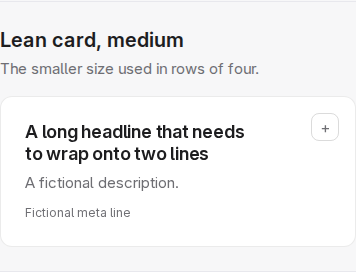 Lean card, medium
The smaller size used in rows of four.
A long headline that needs
to wrap onto two lines
+
A fictional description.
Fictional meta line